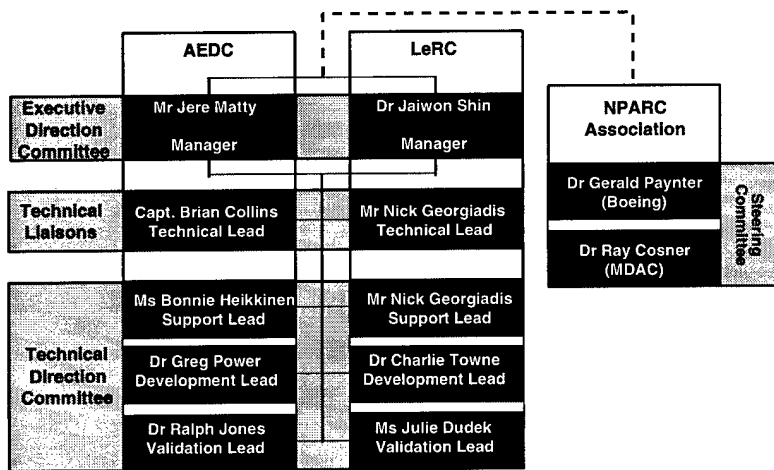 AEDC
LeRC
Executive
Direction
Committee
Mr Jere Matty
Manager
Dr Jaiwon Shin
Manager
Technical
Liaisons
Capt. Brian Collins
Technical Lead
Mr Nick Georgiadis
Technical Lead
Technical
Direction
Committee
Ms Bonnie Heikkinen
Support Lead
Mr Nick Georgiadis
Support Lead
Dr Greg Power
Development Lead
Dr Charlie Towne
Development Lead
Dr Ralph Jones
Validation Lead
Ms Julie Dudek
Validation Lead
NPARC
Association
Dr Gerald Paynter
(Boeing)
Dr Ray Cosner
(MDAC)
Steering
Committee